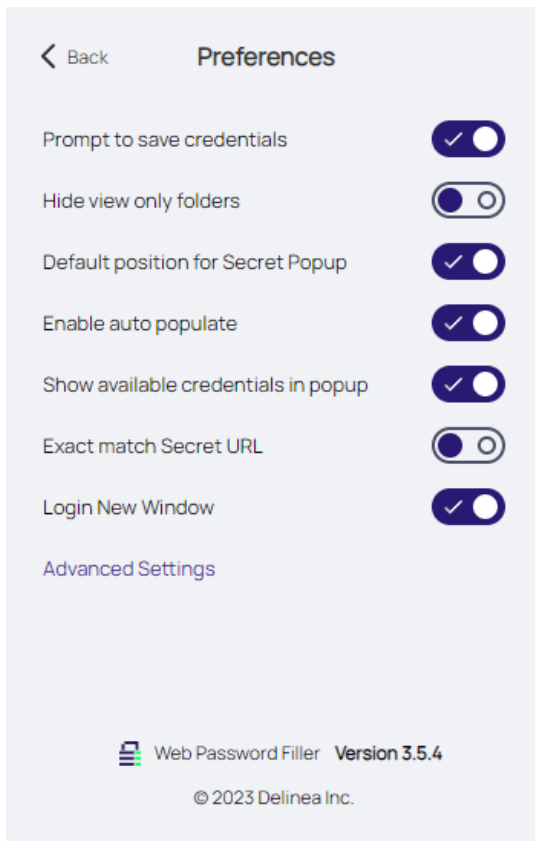 Back Preferences
Prompt to save credentials
Hide view only folders
Default position for Secret Popup
Enable auto populate
Show available credentials in popup
Exact match Secret URL
Login New Window
Advanced Settings
Web Password Filler Version 3.5.4
© 2023 Delinea Inc.